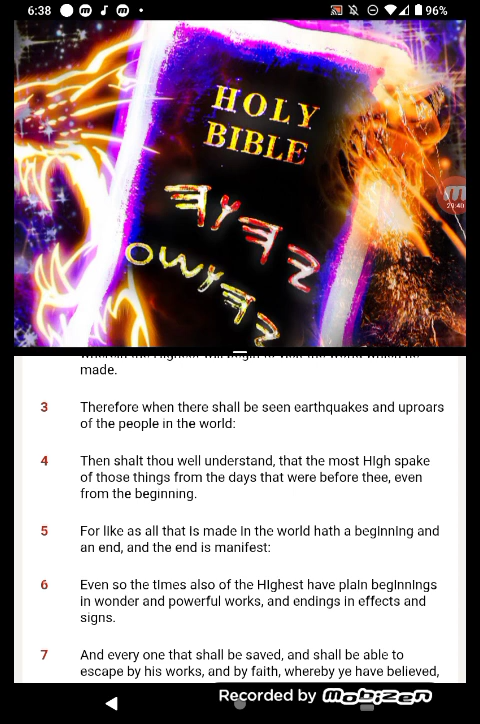 6:38
96%
HOLY
BIBLE
𐤉𐤄𐤅𐤄
𐤉𐤄𐤅𐤔𐤏
29:40
made.
3 Therefore when there shall be seen earthquakes and uproars
of the people in the world:
4 Then shalt thou well understand, that the most High spake
of those things from the days that were before thee, even
from the beginning.
5 For like as all that is made in the world hath a beginning and
an end, and the end is manifest:
6 Even so the times also of the Highest have plain beginnings
in wonder and powerful works, and endings in effects and
signs.
7 And every one that shall be saved, and shall be able to
escape by his works, and by faith, whereby ye have believed,
Recorded by Mobizen